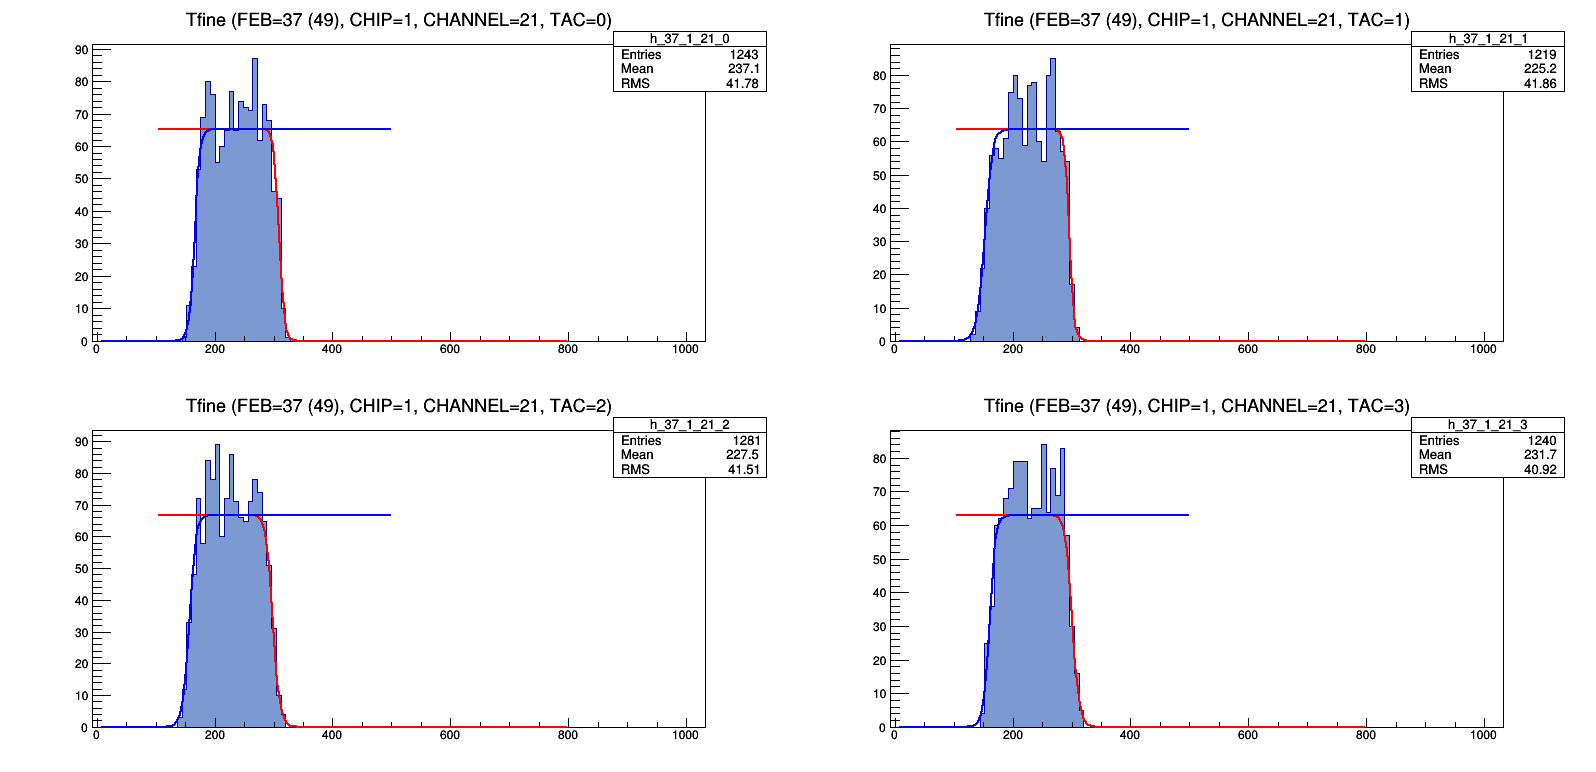 Tfine (FEB=37 (49), CHIP=1, CHANNEL=21, TAC=0)
h_37_1_21_0
Entries 1243
Mean 237.1
RMS 41.78
90
80
70
60
50
40
30
20
10
0
0 200 400 600 800 1000
Tfine (FEB=37 (49), CHIP=1, CHANNEL=21, TAC=1)
h_37_1_21_1
Entries 1219
Mean 225.2
RMS 41.86
80
70
60
50
40
30
20
10
0
0 200 400 600 800 1000
Tfine (FEB=37 (49), CHIP=1, CHANNEL=21, TAC=2)
h_37_1_21_2
Entries 1281
Mean 227.5
RMS 41.51
90
80
70
60
50
40
30
20
10
0
0 200 400 600 800 1000
Tfine (FEB=37 (49), CHIP=1, CHANNEL=21, TAC=3)
h_37_1_21_3
Entries 1240
Mean 231.7
RMS 40.92
80
70
60
50
40
30
20
10
0
0 200 400 600 800 1000